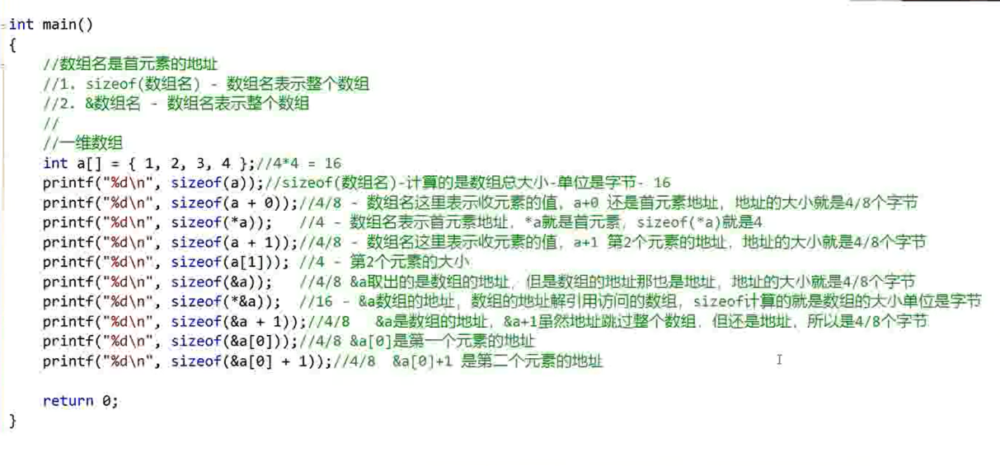 int main()
{
//数组名是首元素的地址
//1. sizeof(数组名) - 数组名表示整个数组
//2. &数组名 - 数组名表示整个数组
//
//一维数组
int a[] = { 1, 2, 3, 4 };//4*4 = 16
printf("%d\n", sizeof(a));//sizeof(数组名)-计算的是数组总大小-单位是字节- 16
printf("%d\n", sizeof(a + 0));//4/8 - 数组名这里表示收元素的值, a+0 还是首元素地址, 地址的大小就是4/8个字节
printf("%d\n", sizeof(*a)); //4 - 数组名表示首元素地址, *a就是首元素, sizeof(*a)就是4
printf("%d\n", sizeof(a + 1));//4/8 - 数组名这里表示收元素的值, a+1 第2个元素的地址, 地址的大小就是4/8个字节
printf("%d\n", sizeof(a[1])); //4 - 第2个元素的大小
printf("%d\n", sizeof(&a)); //4/8 &a取出的是数组的地址, 但是数组的地址那也是地址, 地址的大小就是4/8个字节
printf("%d\n", sizeof(*&a)); //16 - &a数组的地址, 数组的地址解引用访问的数组, sizeof计算的就是数组的大小单位是字节
printf("%d\n", sizeof(&a + 1));//4/8 &a是数组的地址, &a+1虽然地址跳过整个数组, 但还是地址, 所以是4/8个字节
printf("%d\n", sizeof(&a[0]));//4/8 &a[0]是第一个元素的地址
printf("%d\n", sizeof(&a[0] + 1));//4/8 &a[0]+1 是第二个元素的地址
return 0;
}